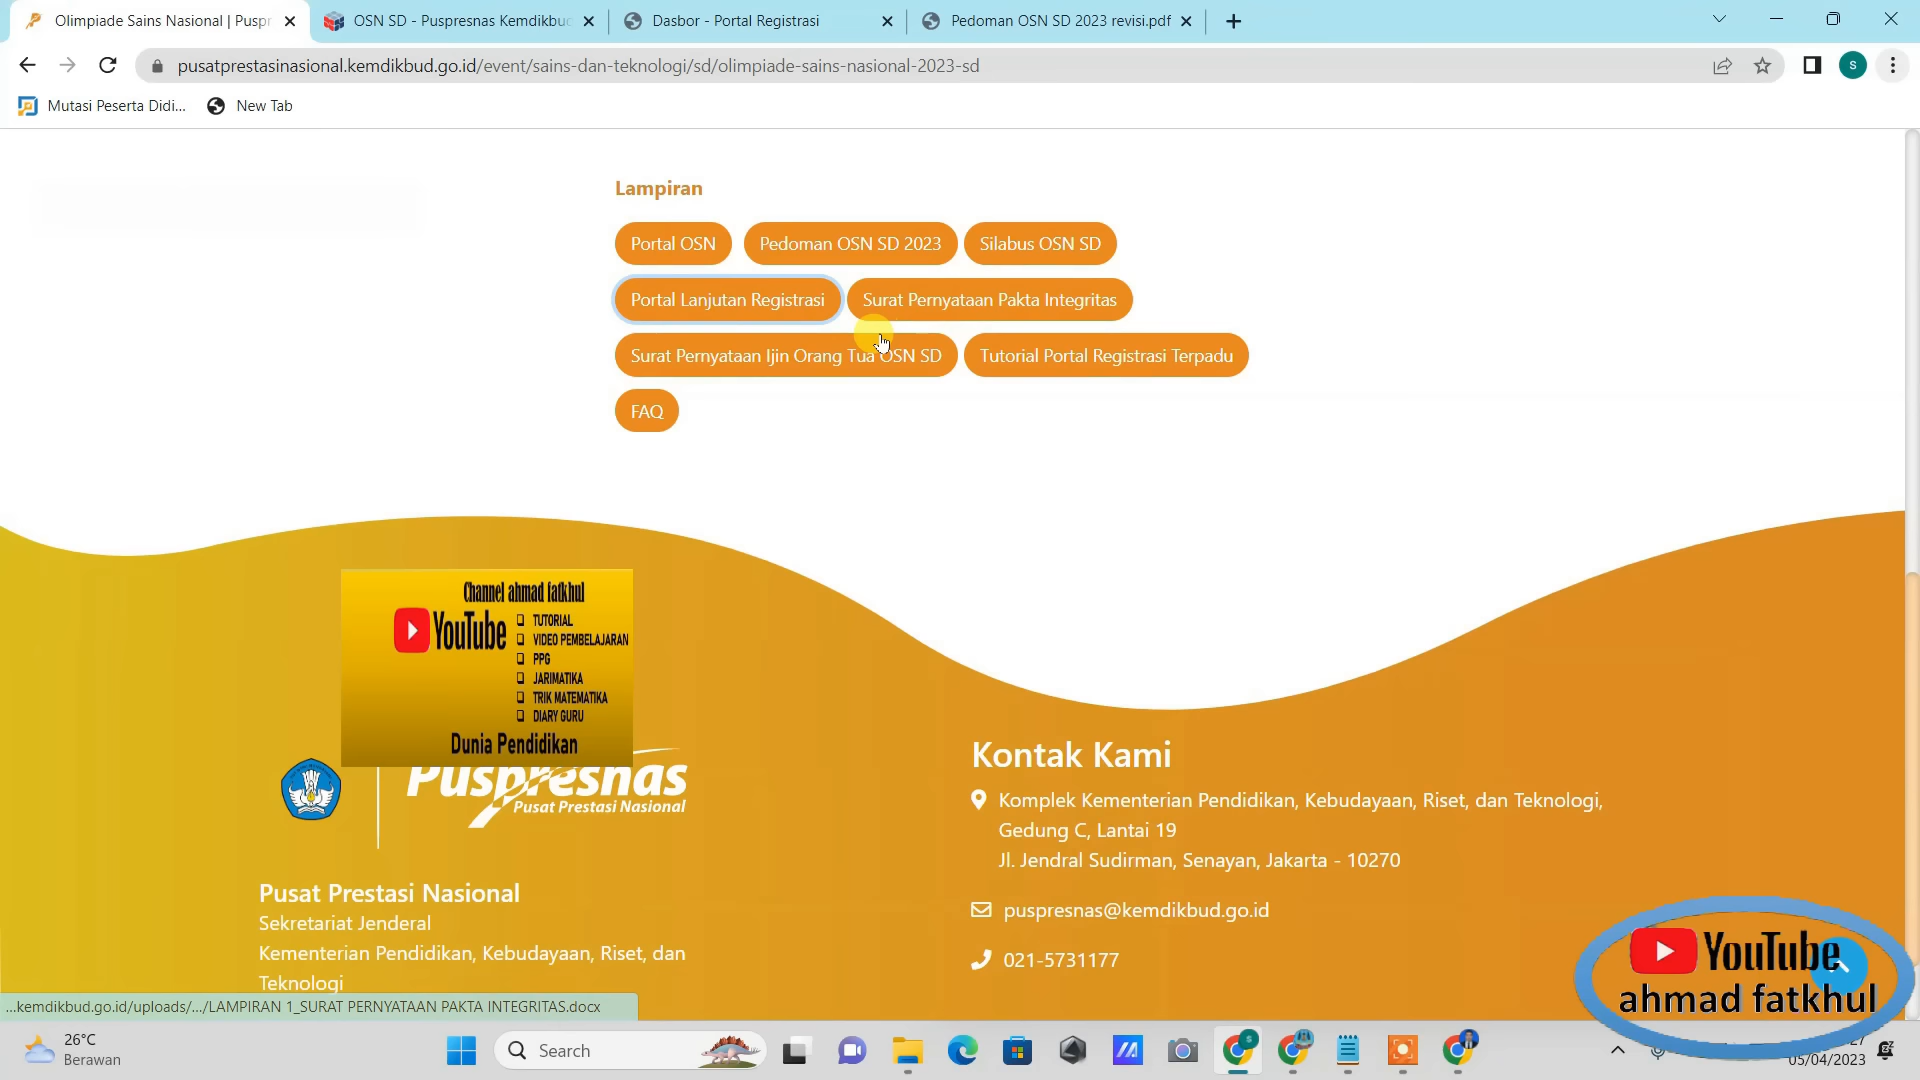 Olimpiade Sains Nasional | Puspr
OSN SD - Puspresnas Kemdikbud
Dasbor - Portal Registrasi
Pedoman OSN SD 2023 revisi.pdf
pusatprestasinasional.kemdikbud.go.id/event/sains-dan-teknologi/sd/olimpiade-sains-nasional-2023-sd
S
Mutasi Peserta Didi...
New Tab
Lampiran
Portal OSN
Pedoman OSN SD 2023
Silabus OSN SD
Portal Lanjutan Registrasi
Surat Pernyataan Pakta Integritas
Surat Pernyataan Ijin Orang Tua OSN SD
Tutorial Portal Registrasi Terpadu
FAQ
Channel ahmad fatkhul
YouTube
TUTORIAL
VIDEO PEMBELAJARAN
PPG
JARIMATIKA
TRIK MATEMATIKA
DIARY GURU
Dunia Pendidikan
Puspresnas
Pusat Prestasi Nasional
Pusat Prestasi Nasional
Sekretariat Jenderal
Kementerian Pendidikan, Kebudayaan, Riset, dan
Teknologi
Kontak Kami
Komplek Kementerian Pendidikan, Kebudayaan, Riset, dan Teknologi,
Gedung C, Lantai 19
Jl. Jendral Sudirman, Senayan, Jakarta - 10270
puspresnas@kemdikbud.go.id
021-5731177
YouTube
ahmad fatkhul
...kemdikbud.go.id/uploads/.../LAMPIRAN 1_SURAT PERNYATAAN PAKTA INTEGRITAS.docx
26°C
Berawan
Search
05/04/2023